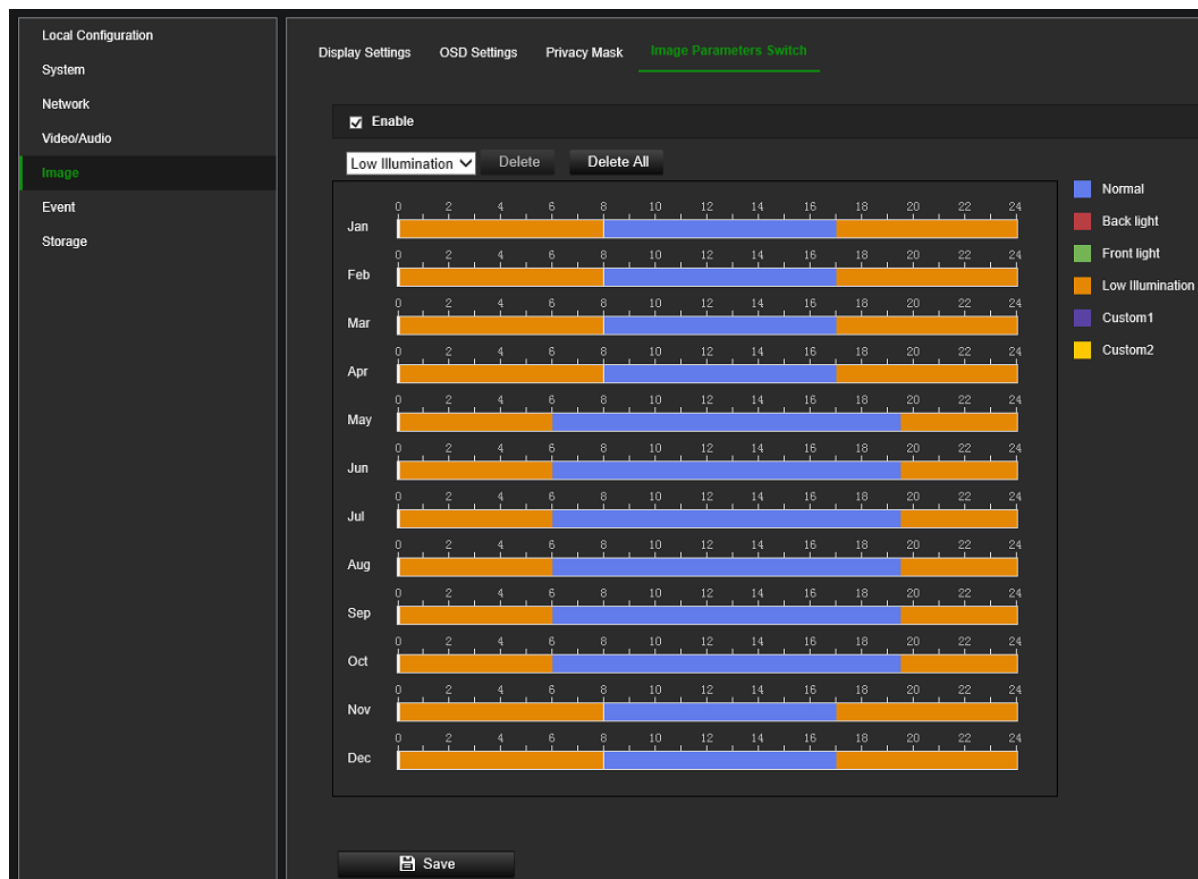 Local Configuration
System
Network
Video/Audio
Image
Event
Storage
Display Settings OSD Settings Privacy Mask Image Parameters Switch
Enable
Low Illumination Delete Delete All
0 2 4 6 8 10 12 14 16 18 20 22 24
Jan
0 2 4 6 8 10 12 14 16 18 20 22 24
Feb
0 2 4 6 8 10 12 14 16 18 20 22 24
Mar
0 2 4 6 8 10 12 14 16 18 20 22 24
Apr
0 2 4 6 8 10 12 14 16 18 20 22 24
May
0 2 4 6 8 10 12 14 16 18 20 22 24
Jun
0 2 4 6 8 10 12 14 16 18 20 22 24
Jul
0 2 4 6 8 10 12 14 16 18 20 22 24
Aug
0 2 4 6 8 10 12 14 16 18 20 22 24
Sep
0 2 4 6 8 10 12 14 16 18 20 22 24
Oct
0 2 4 6 8 10 12 14 16 18 20 22 24
Nov
0 2 4 6 8 10 12 14 16 18 20 22 24
Dec
Normal
Back light
Front light
Low Illumination
Custom1
Custom2
Save